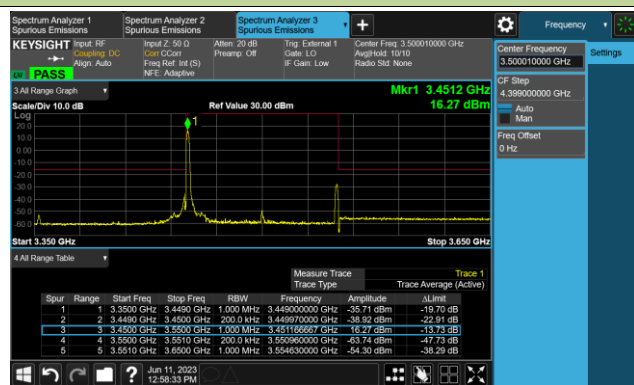 Spectrum Analyzer 1
Spurious Emissions
Spectrum Analyzer 2
Spurious Emissions
Spectrum Analyzer 3
Spurious Emissions
Frequency
KEYSIGHT
Input: RF
Coupling: DC
Align: Auto
Input Z: 50 Ω
Corr CCorr
Freq Ref: Int (S)
NFE: Adaptive
Atten: 20 dB
Preamp: Off
Trig: External 1
Gate: LO
IF Gain: Low
Center Freq: 3.500010000 GHz
Avg|Hold: 10/10
Radio Std: None
PASS
Center Frequency
3.500010000 GHz
Settings
CF Step
4.399000000 GHz
Auto
Man
Freq Offset
0 Hz
3 All Range Graph
Mkr1 3.4512 GHz
16.27 dBm
Scale/Div 10.0 dB
Ref Value 30.00 dBm
Log
20.0
10.0
0.00
-10.0
-20.0
-30.0
-40.0
-50.0
-60.0
1
Start 3.350 GHz
Stop 3.650 GHz
4 All Range Table
Measure Trace Trace 1
Trace Type Trace Average (Active)
Spur Range Start Freq Stop Freq RBW Frequency Amplitude ΔLimit
1 1 3.3500 GHz 3.4490 GHz 1.000 MHz 3.449000000 GHz -35.71 dBm -19.70 dB
2 2 3.4490 GHz 3.4500 GHz 200.0 kHz 3.449970000 GHz -38.92 dBm -22.91 dB
3 3 3.4500 GHz 3.5500 GHz 1.000 MHz 3.451166667 GHz 16.27 dBm -13.73 dB
4 4 3.5500 GHz 3.5510 GHz 200.0 kHz 3.550960000 GHz -63.74 dBm -47.73 dB
5 5 3.5510 GHz 3.6500 GHz 1.000 MHz 3.554630000 GHz -54.30 dBm -38.29 dB
Jun 11, 2023
12:58:33 PM